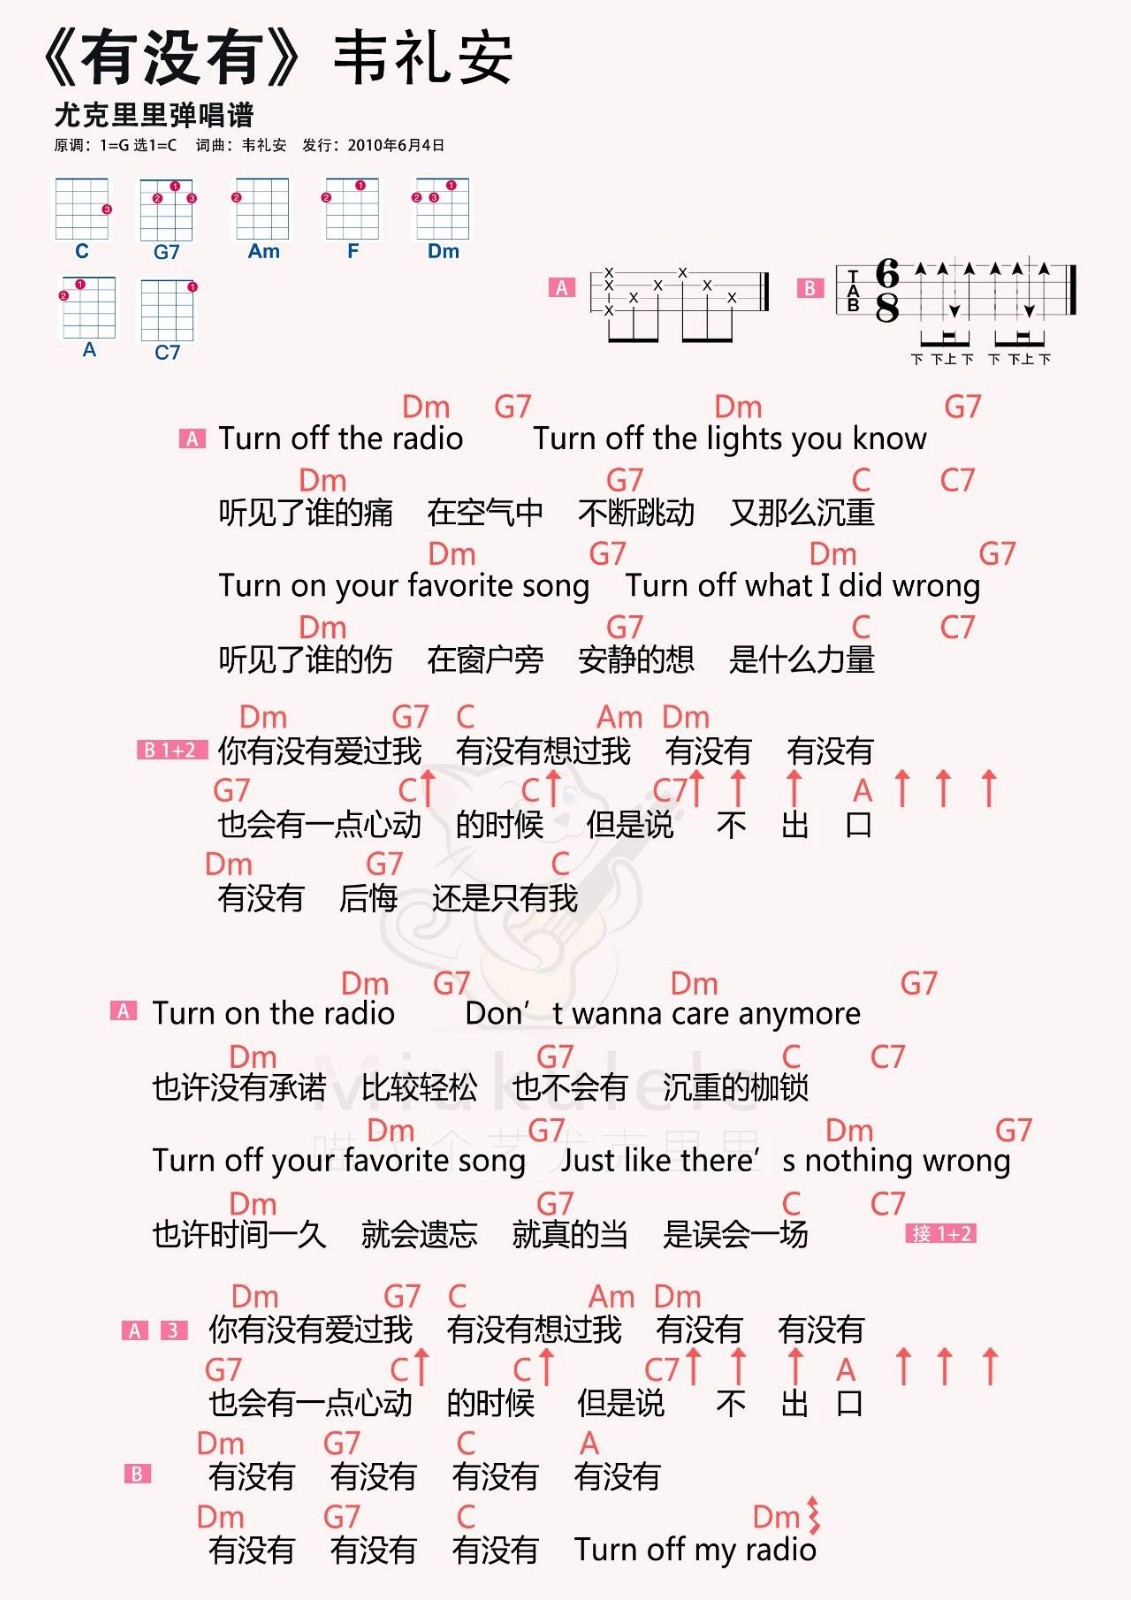 《有没有》韦礼安
尤克里里弹唱谱
原调：1=G 选1=C 词曲：韦礼安 发行：2010年6月4日
C G7 Am F Dm
A C7
A
B TAB 6 8
下 下上下 下 下上下
Dm G7 Dm G7
A Turn off the radio Turn off the lights you know
Dm G7 C C7
听见了谁的痛 在空气中 不断跳动 又那么沉重
Dm G7 Dm G7
Turn on your favorite song Turn off what I did wrong
Dm G7 C C7
听见了谁的伤 在窗户旁 安静的想 是什么力量
Dm G7 C Am Dm
B 1+2 你有没有爱过我 有没有想过我 有没有 有没有
G7 C↑ C↑ C7↑ ↑ ↑ A ↑ ↑ ↑
也会有一点心动 的时候 但是说 不 出 口
Dm G7 C
有没有 后悔 还是只有我
Dm G7 Dm G7
A Turn on the radio Don't wanna care anymore
Dm G7 C C7
也许没有承诺 比较轻松 也不会有 沉重的枷锁
Dm G7 Dm G7
Turn off your favorite song Just like there's nothing wrong
Dm G7 C C7
也许时间一久 就会遗忘 就真的当 是误会一场 接 1+2
Dm G7 C Am Dm
A 3 你有没有爱过我 有没有想过我 有没有 有没有
G7 C↑ C↑ C7↑ ↑ ↑ A ↑ ↑ ↑
也会有一点心动 的时候 但是说 不 出 口
Dm G7 C A
B 有没有 有没有 有没有 有没有
Dm G7 C Dm
有没有 有没有 有没有 Turn off my radio
Miukulele